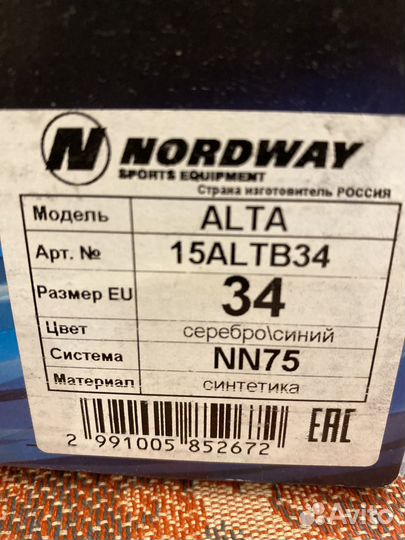 N NORDWAY
SPORTS EQUIPMENT
Страна изготовитель РОССИЯ
Модель ALTA
Арт. № 15ALTB34
Размер EU 34
Цвет серебро\синий
Система NN75
Материал синтетика
2 991005 852672
EAC
Avito